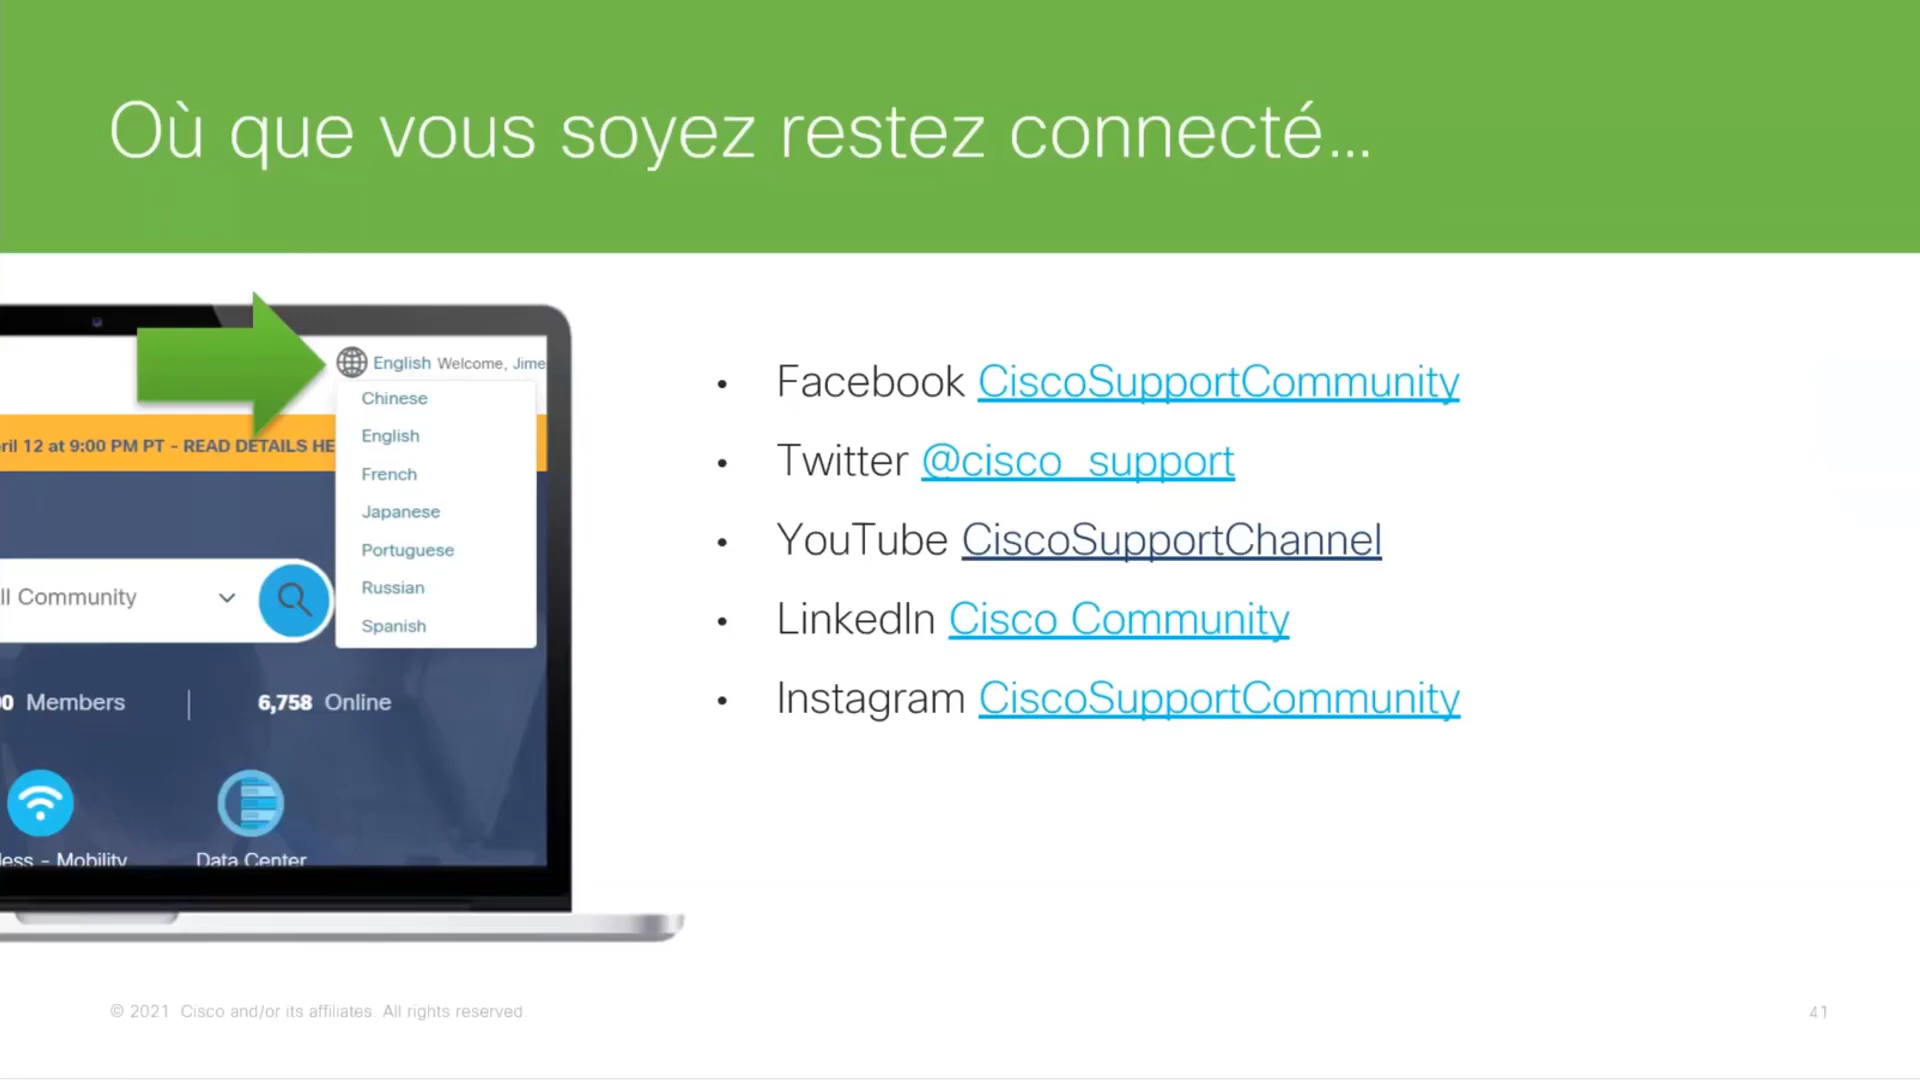 Où que vous soyez restez connecté...
English Welcome, Jime
Chinese
English
French
Japanese
Portuguese
Russian
Spanish
ril 12 at 9:00 PM PT - READ DETAILS HE
ll Community
0 Members | 6,758 Online
less - Mobility
Data Center
• Facebook CiscoSupportCommunity
• Twitter @cisco_support
• YouTube CiscoSupportChannel
• LinkedIn Cisco Community
• Instagram CiscoSupportCommunity
© 2021 Cisco and/or its affiliates. All rights reserved
41